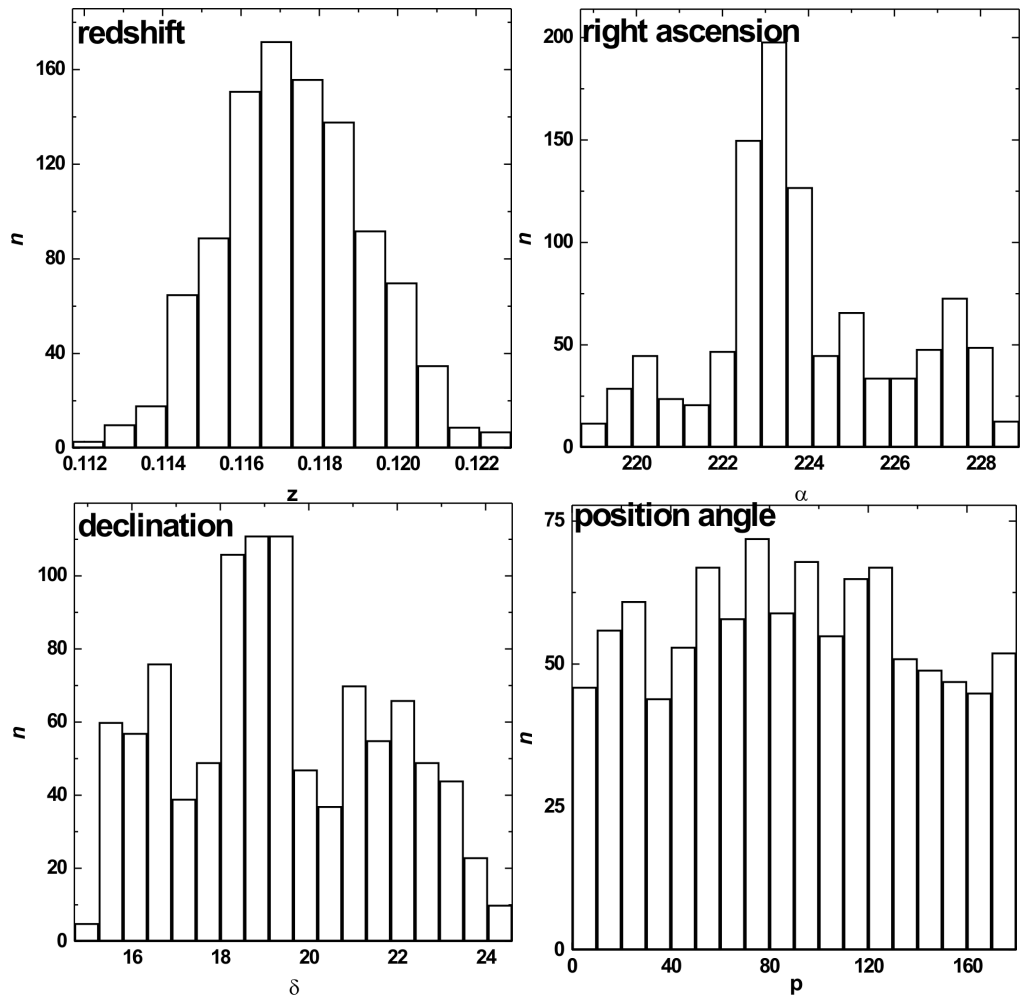 redshift
160
120
80
40
0
n
0.112 0.114 0.116 0.118 0.120 0.122
z
right ascension
200
150
100
50
0
n
220 222 224 226 228
α
declination
100
80
60
40
20
0
n
16 18 20 22 24
δ
position angle
75
50
25
0
n
0 40 80 120 160
p